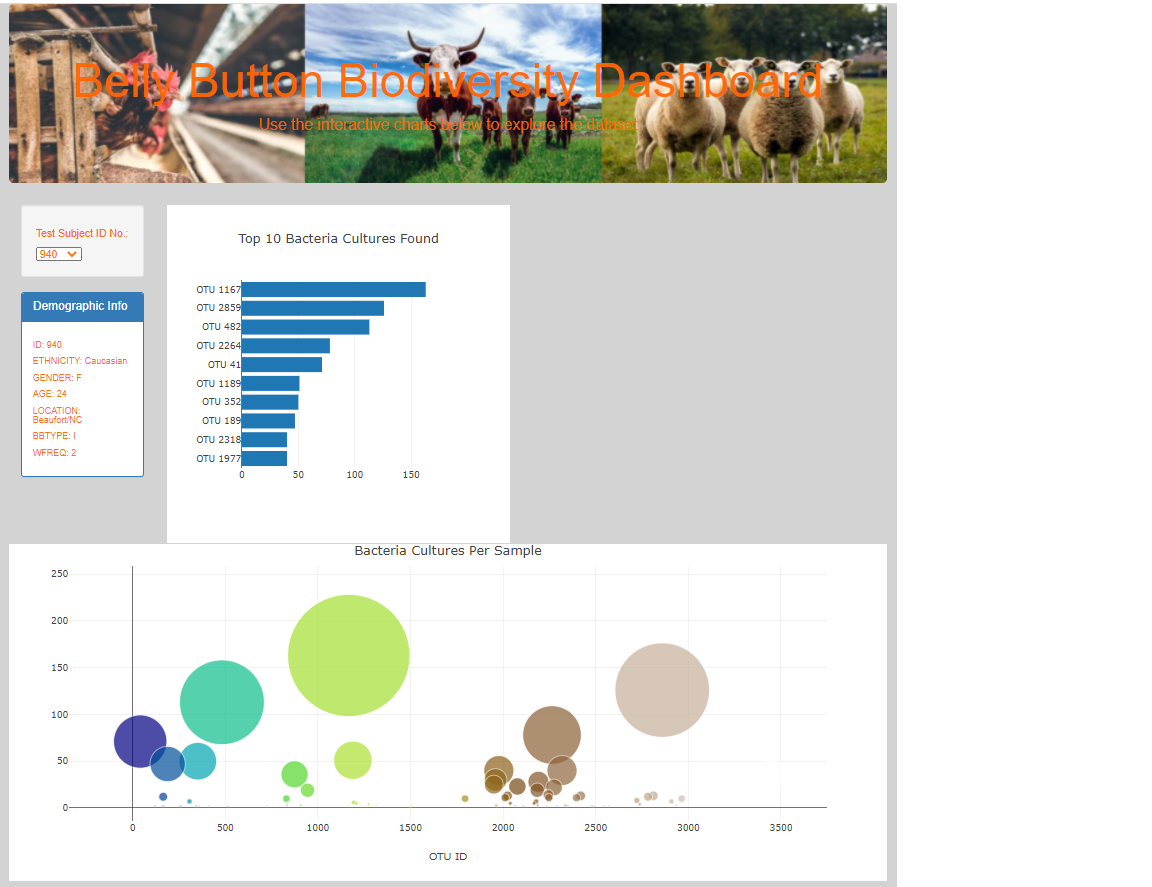 Belly Button Biodiversity Dashboard
Use the interactive charts below to explore the dataset
Test Subject ID No.:
940
Demographic Info
ID: 940
ETHNICITY: Caucasian
GENDER: F
AGE: 24
LOCATION:
Beaufort/NC
BBTYPE: I
WFREQ: 2
Top 10 Bacteria Cultures Found
OTU 1167
OTU 2859
OTU 482
OTU 2264
OTU 41
OTU 1189
OTU 352
OTU 189
OTU 2318
OTU 1977
0 50 100 150
Bacteria Cultures Per Sample
250
200
150
100
50
0
0 500 1000 1500 2000 2500 3000 3500
OTU ID